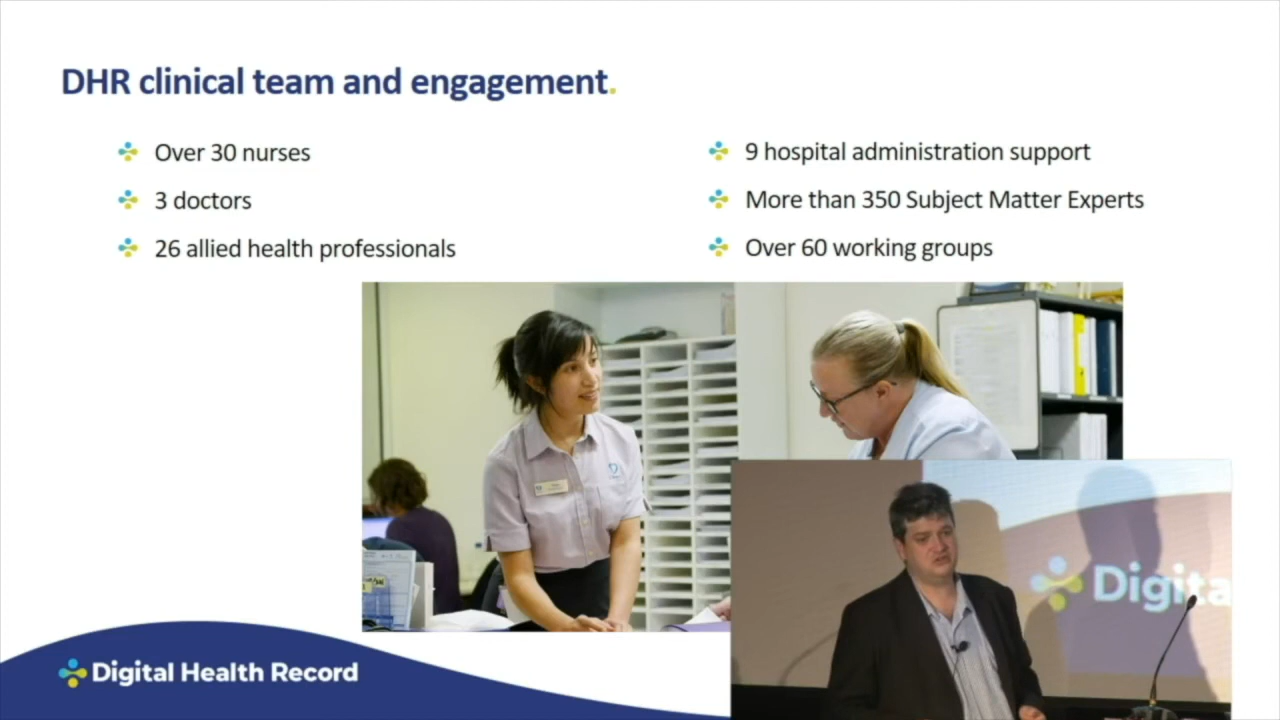 DHR clinical team and engagement.
Over 30 nurses
3 doctors
26 allied health professionals
9 hospital administration support
More than 350 Subject Matter Experts
Over 60 working groups
Digita
Digital Health Record